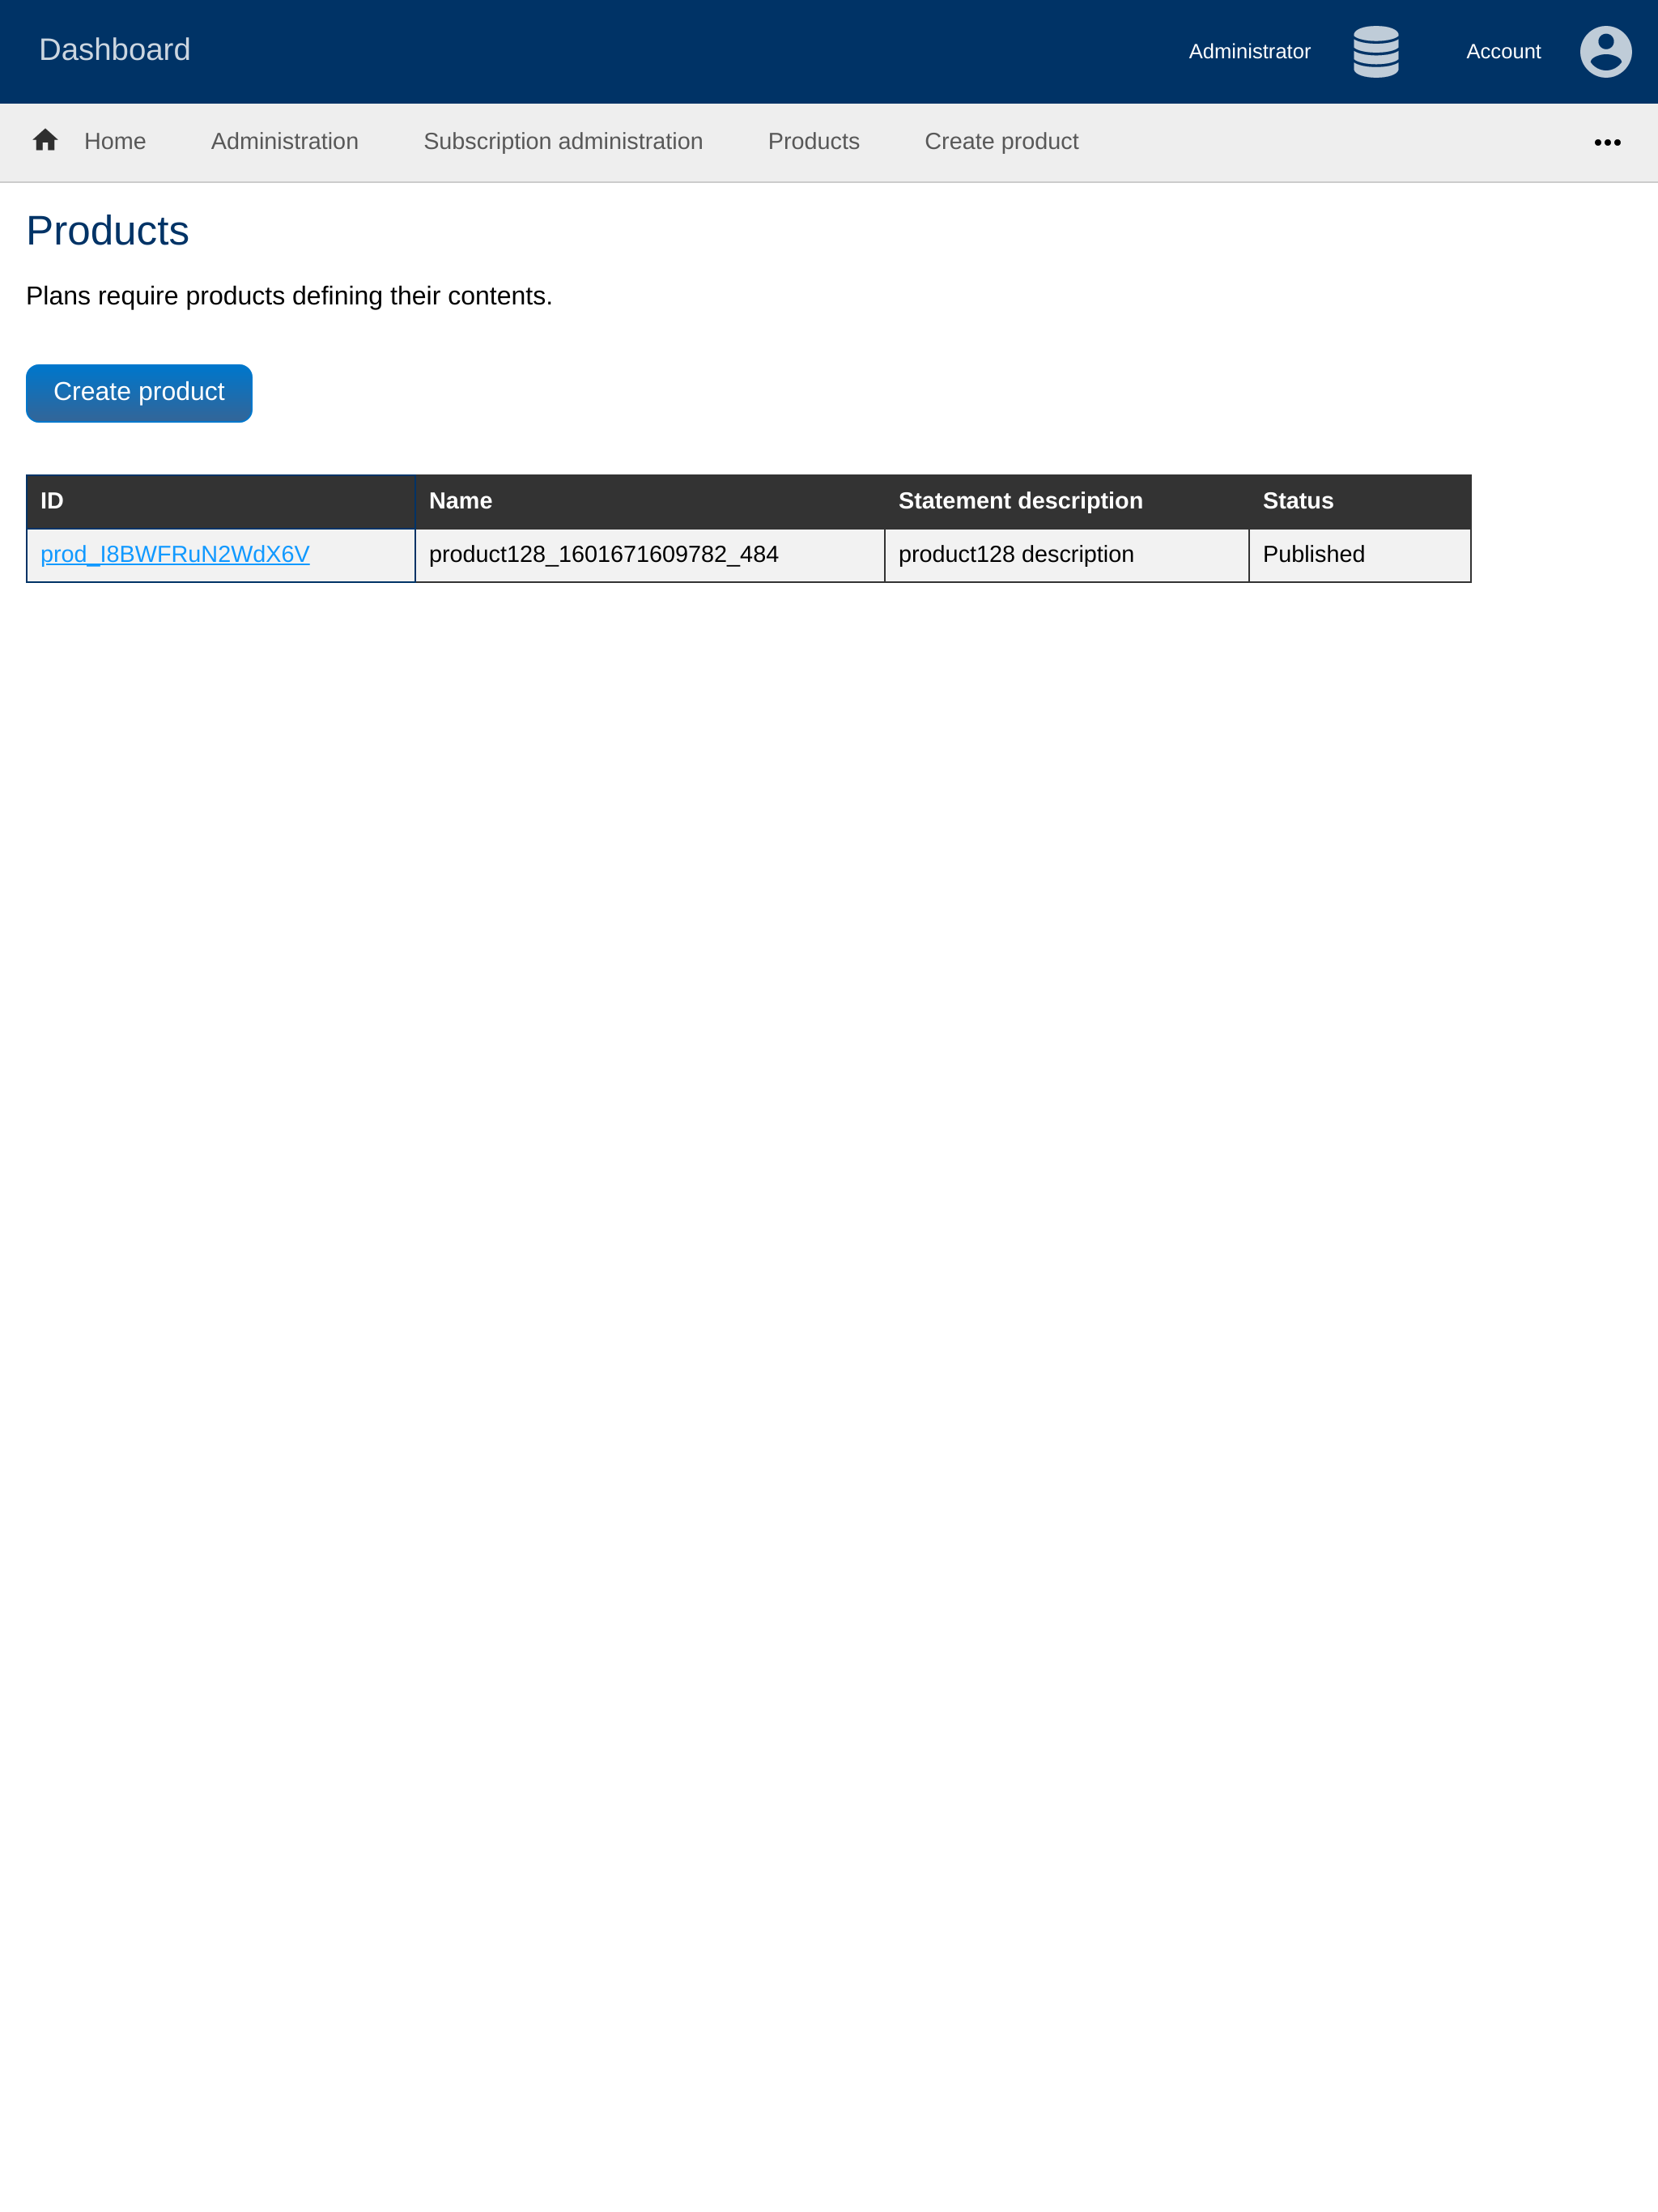 Dashboard
Administrator
Account
Home Administration Subscription administration Products Create product
Products
Plans require products defining their contents.
Create product
ID Name Statement description Status
prod_I8BWFRuN2WdX6V product128_1601671609782_484 product128 description Published